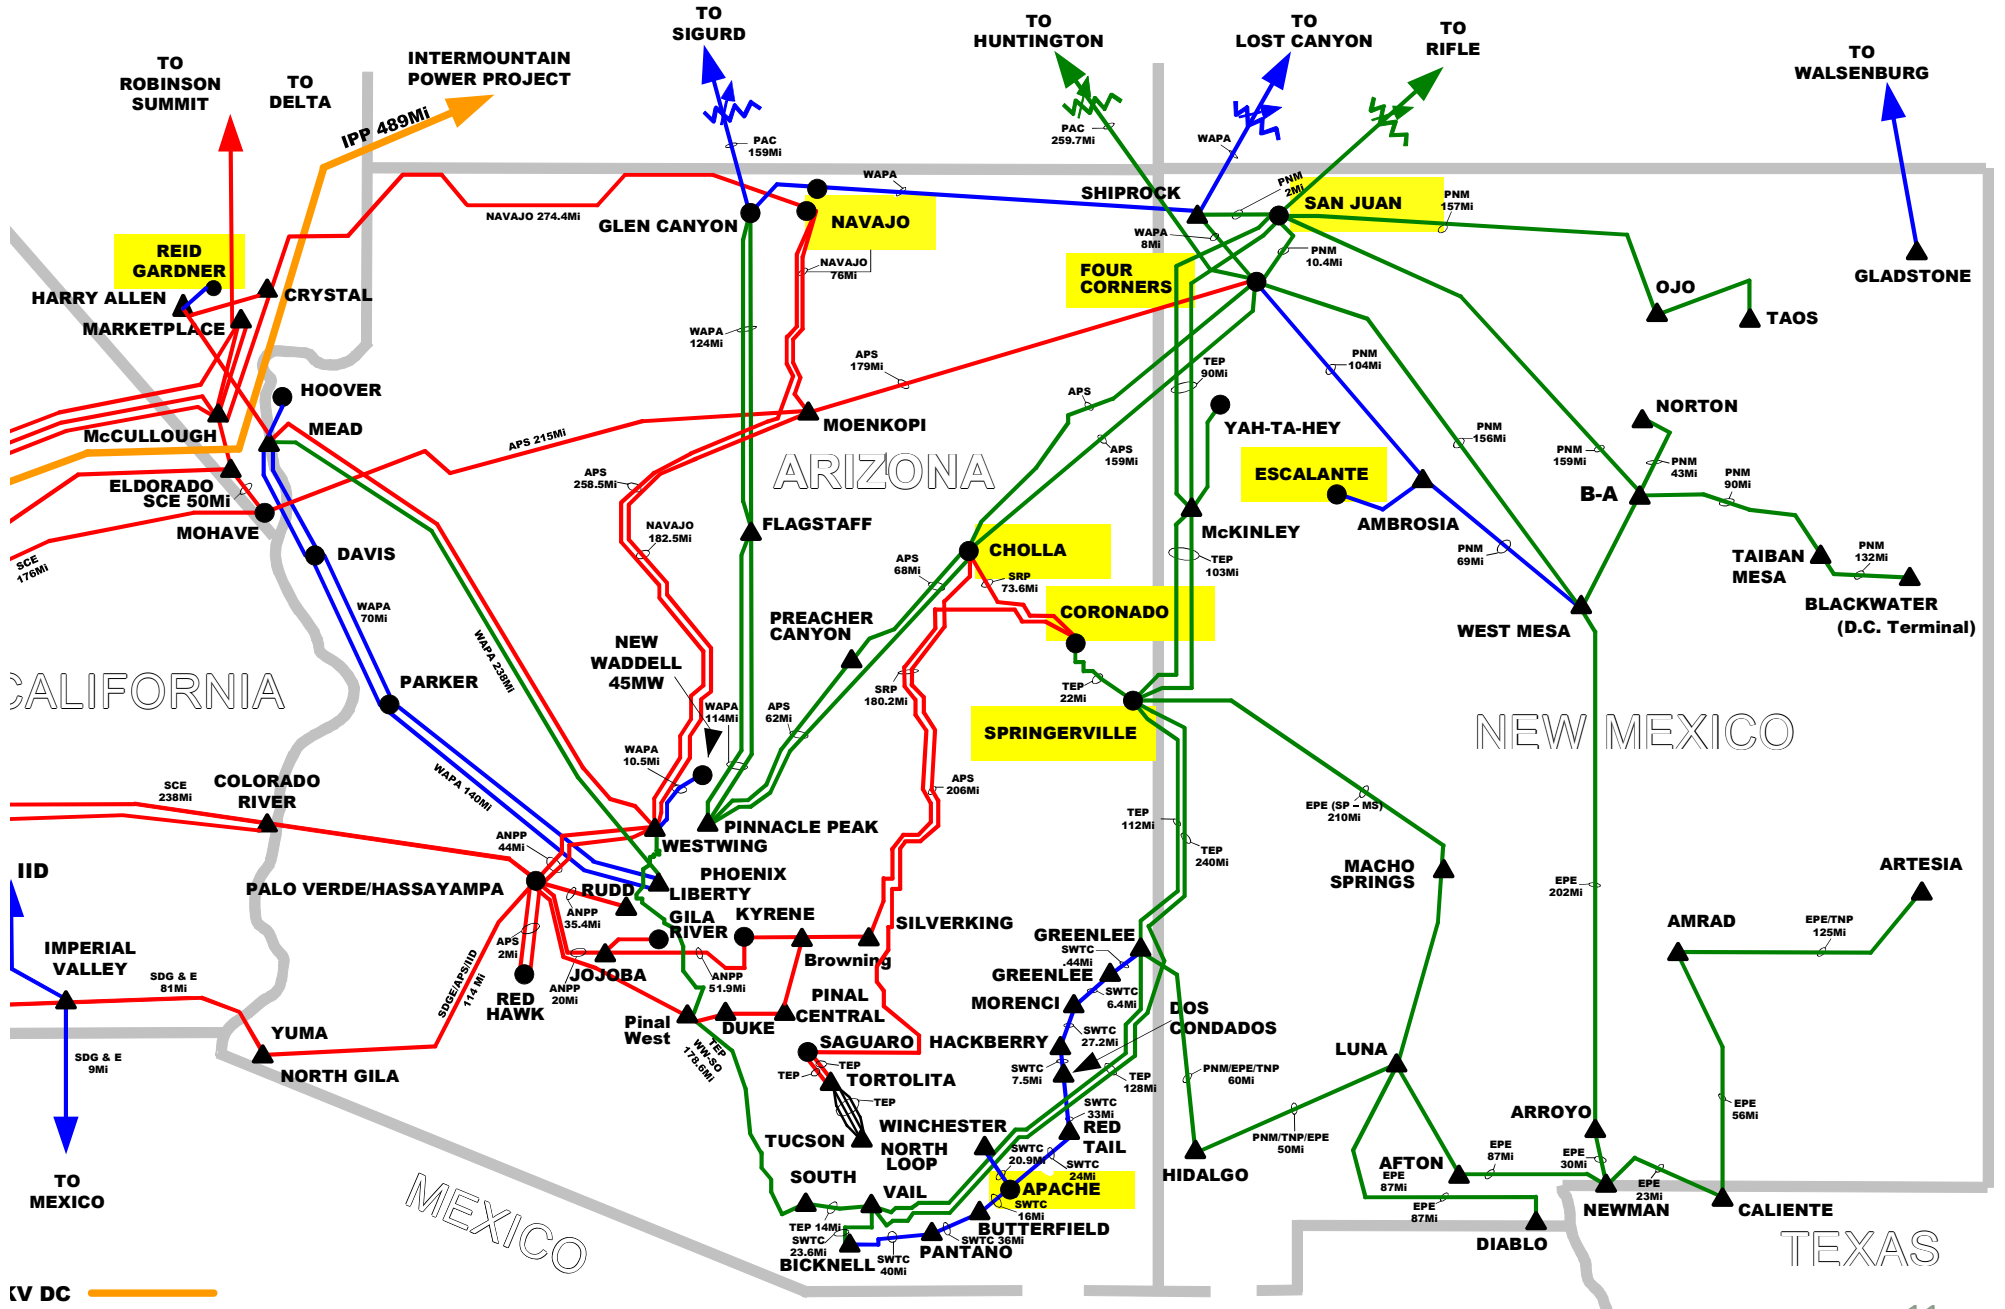 TO
SIGURD
TO
HUNTINGTON
TO
LOST CANYON
TO
RIFLE
TO
WALSENBURG
TO
ROBINSON
SUMMIT
TO
DELTA
INTERMOUNTAIN
POWER PROJECT
IPP 489Mi
PAC
159Mi
PAC
259.7Mi
WAPA
WAPA
PNM
2Mi
PNM
157Mi
NAVAJO 274.4Mi
GLEN CANYON
NAVAJO
SHIPROCK
SAN JUAN
WAPA
8Mi
PNM
10.4Mi
REID
GARDNER
HARRY ALLEN
CRYSTAL
MARKETPLACE
NAVAJO
76Mi
FOUR
CORNERS
GLADSTONE
OJO
TAOS
WAPA
124Mi
APS
179Mi
TEP
90Mi
PNM
104Mi
HOOVER
McCULLOUGH
MEAD
APS 215Mi
MOENKOPI
APS
YAH-TA-HEY
NORTON
PNM
156Mi
PNM
159Mi
PNM
43Mi
PNM
90Mi
ARIZONA
APS
258.5Mi
APS
159Mi
ESCALANTE
B-A
ELDORADO
SCE 50Mi
MOHAVE
FLAGSTAFF
McKINLEY
AMBROSIA
DAVIS
NAVAJO
182.5Mi
CHOLLA
SCE
176Mi
APS
68Mi
SRP
73.6Mi
TEP
103Mi
PNM
69Mi
TAIBAN
MESA
PNM
132Mi
BLACKWATER
(D.C. Terminal)
WAPA
70Mi
CORONADO
PREACHER
CANYON
WEST MESA
WAPA 238Mi
NEW
WADDELL
45MW
CALIFORNIA
PARKER
SRP
180.2Mi
TEP
22Mi
WAPA
114Mi
APS
62Mi
SPRINGERVILLE
NEW MEXICO
WAPA
10.5Mi
WAPA 140Mi
SCE
238Mi
COLORADO
RIVER
APS
206Mi
EPE (SP – MS)
210Mi
TEP
112Mi
TEP
240Mi
PINNACLE PEAK
WESTWING
ANPP
44Mi
IID
PALO VERDE/HASSAYAMPA
RUDD
PHOENIX
LIBERTY
MACHO
SPRINGS
EPE
202Mi
ARTESIA
ANPP
35.4Mi
GILA
RIVER
KYRENE
SILVERKING
GREENLEE
AMRAD
EPE/TNP
125Mi
APS
2Mi
Browning
SWTC
.44Mi
GREENLEE
IMPERIAL
VALLEY
SDG & E
81Mi
SDGE/APS/IID
114 Mi
RED
HAWK
ANPP
20Mi
JOJOBA
ANPP
51.9Mi
SWTC
6.4Mi
MORENCI
Pinal
West
DUKE
PINAL
CENTRAL
DOS
CONDADOS
YUMA
NORTH GILA
SDG & E
9Mi
TEP
WW-SO
178.6Mi
SAGUARO
HACKBERRY
SWTC
27.2Mi
LUNA
TEP
TEP
TORTOLITA
SWTC
7.5Mi
TEP
128Mi
PNM/EPE/TNP
60Mi
TEP
SWTC
33Mi
EPE
56Mi
TUCSON
WINCHESTER
NORTH
LOOP
RED
TAIL
ARROYO
PNM/TNP/EPE
50Mi
SWTC
20.9Mi
SWTC
24Mi
HIDALGO
AFTON
EPE
87Mi
EPE
87Mi
EPE
30Mi
EPE
23Mi
TO
MEXICO
SOUTH
VAIL
APACHE
SWTC
16Mi
EPE
87Mi
NEWMAN
CALIENTE
TEP 14Mi
BUTTERFIELD
SWTC
23.6Mi
SWTC 36Mi
PANTANO
DIABLO
BICKNELL
SWTC
40Mi
MEXICO
TEXAS
KV DC